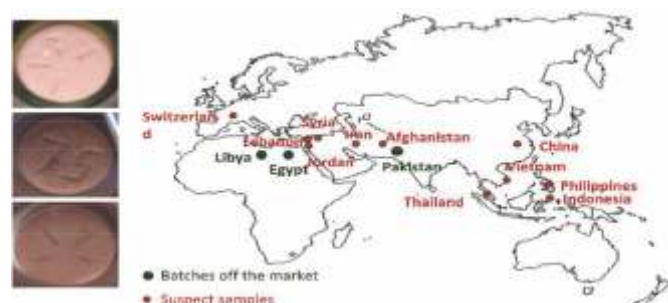 Switzerlan
d
Syria
Iran
Afghanistan
China
Lebanon
Libya
Egypt
Jordan
Pakistan
Vietnam
Thailand
Philippines
Indonesia
Batches off the market
Suspect samples